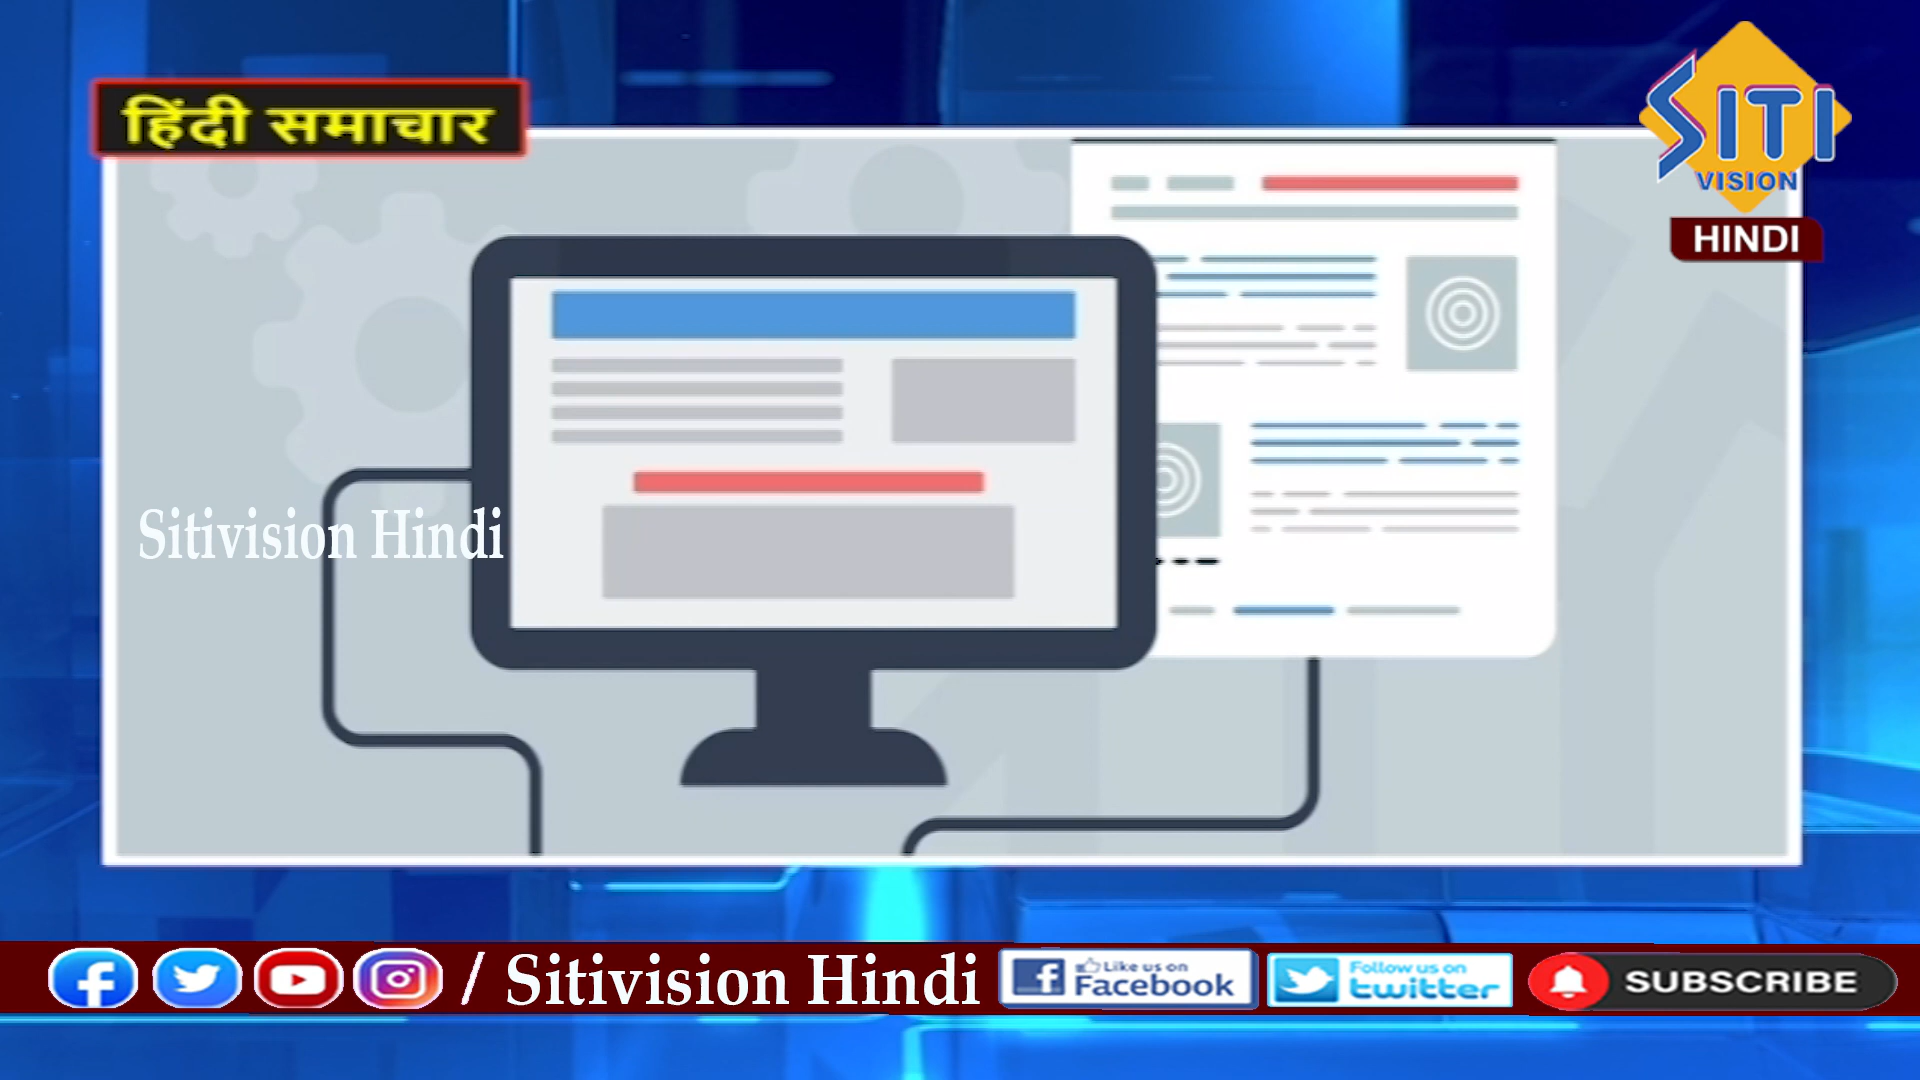 हिंदी समाचार
SITI
VISION
HINDI
Sitivision Hindi
/ Sitivision Hindi
Like us on
Facebook
Follow us on
twitter
SUBSCRIBE